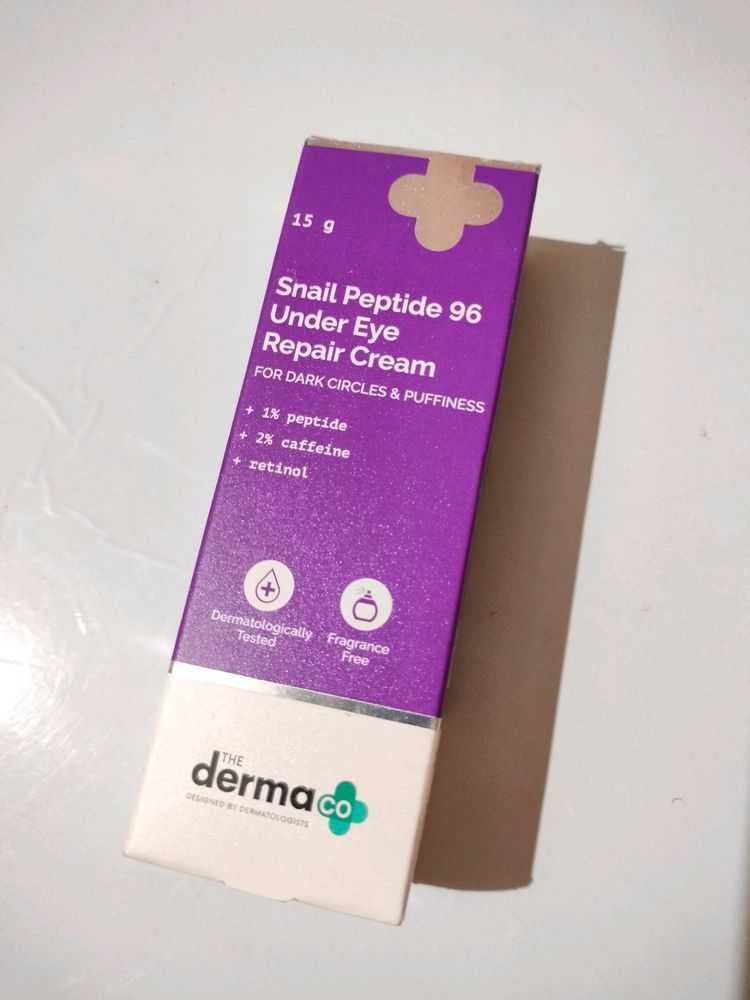 15 g
Snail Peptide 96
Under Eye
Repair Cream
FOR DARK CIRCLES & PUFFINESS
+ 1% peptide
+ 2% caffeine
+ retinol
Dermatologically
Tested
Fragrance
Free
THE
derma co
DESIGNED BY DERMATOLOGISTS